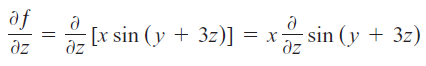 ∂f/∂z = ∂/∂z [x sin (y + 3z)] = x ∂/∂z sin (y + 3z)